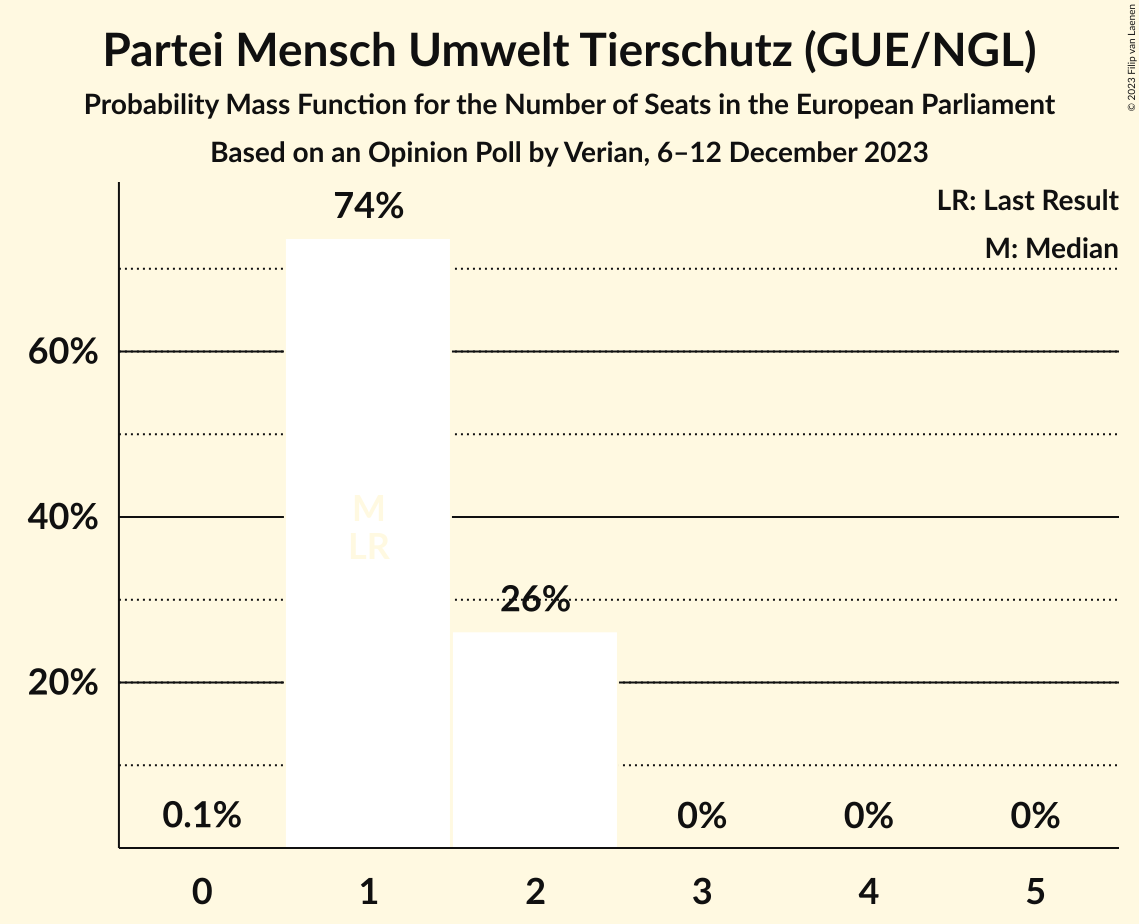 Partei Mensch Umwelt Tierschutz (GUE/NGL)
Probability Mass Function for the Number of Seats in the European Parliament
Based on an Opinion Poll by Verian, 6–12 December 2023
© 2023 Filip van Laenen
LR: Last Result
M: Median
74%
60%
40%
M
LR
26%
20%
0.1%
0%
0%
0%
0
1
2
3
4
5